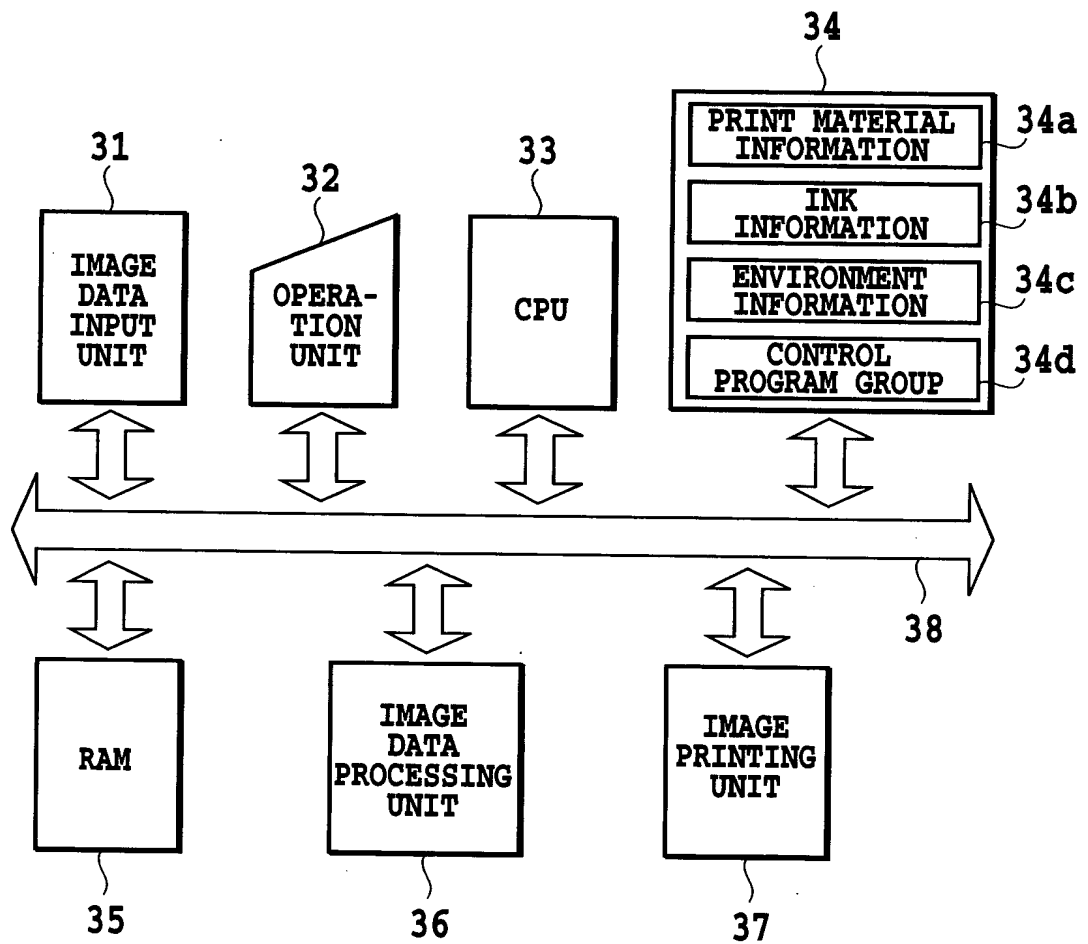 34
PRINT MATERIAL
INFORMATION
34a
INK
INFORMATION
34b
ENVIRONMENT
INFORMATION
34c
CONTROL
PROGRAM GROUP
34d
31
IMAGE
DATA
INPUT
UNIT
32
OPERA-
TION
UNIT
33
CPU
38
RAM
35
IMAGE
DATA
PROCESSING
UNIT
36
IMAGE
PRINTING
UNIT
37